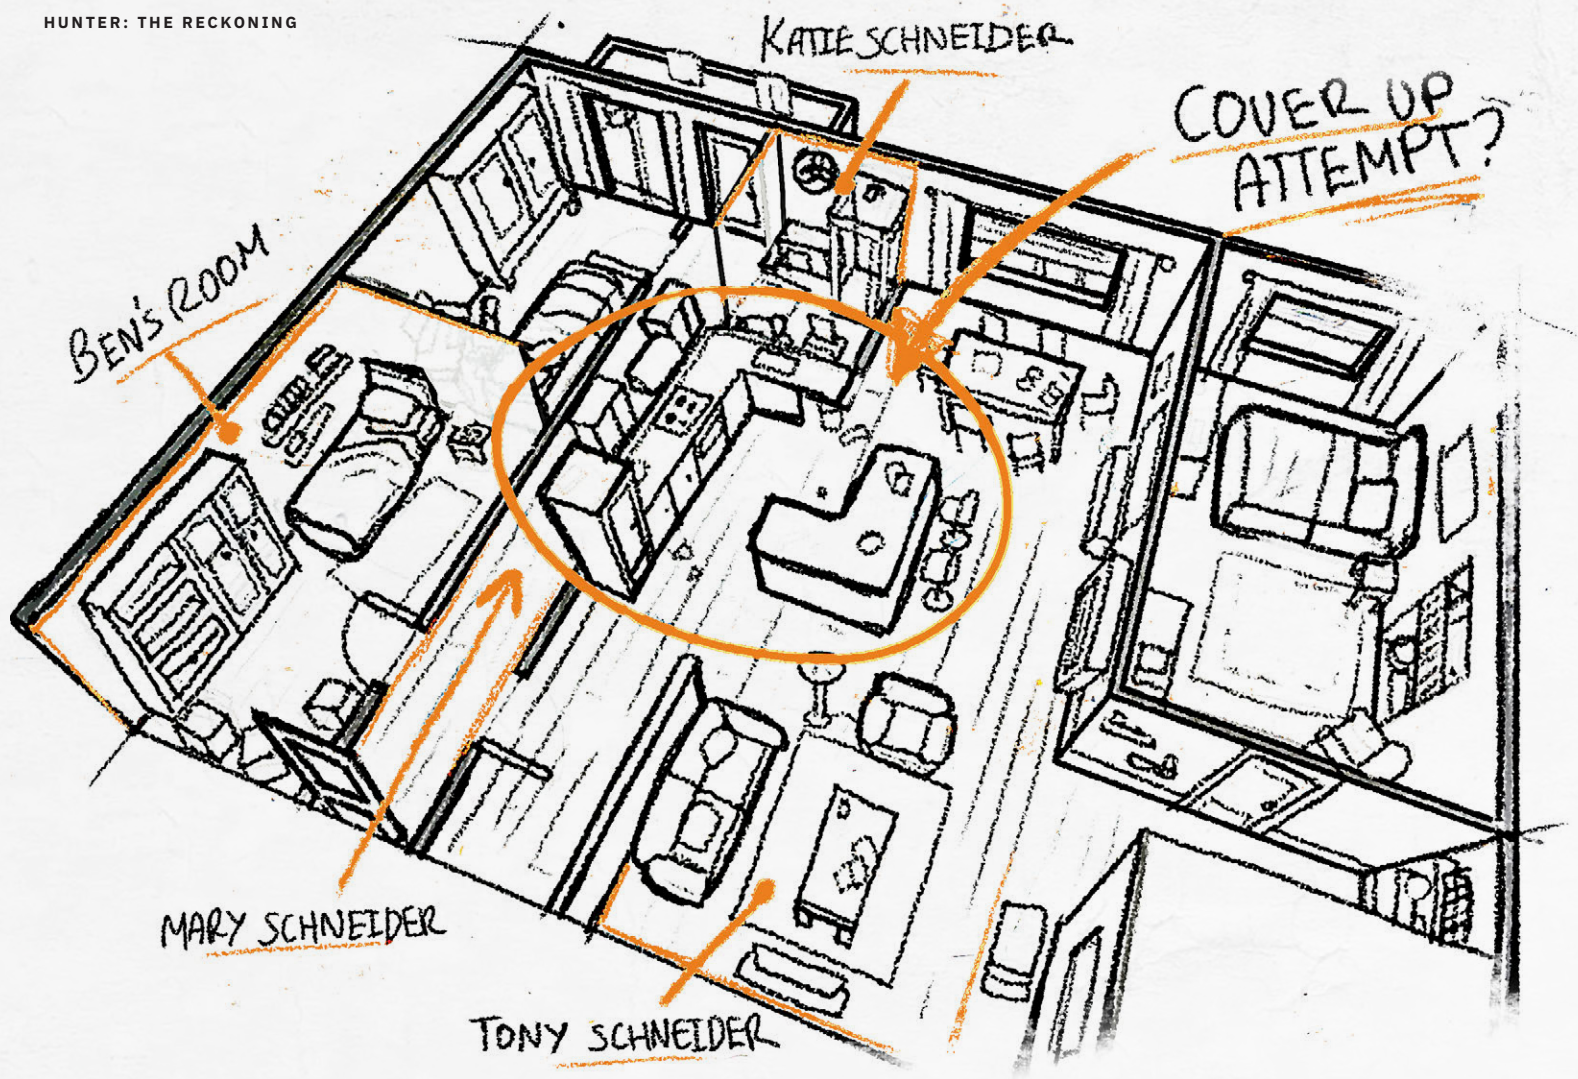 HUNTER: THE RECKONING
KATIE SCHNEIDER
COVER UP
ATTEMPT?
BEN'S ROOM
MARY SCHNEIDER
TONY SCHNEIDER